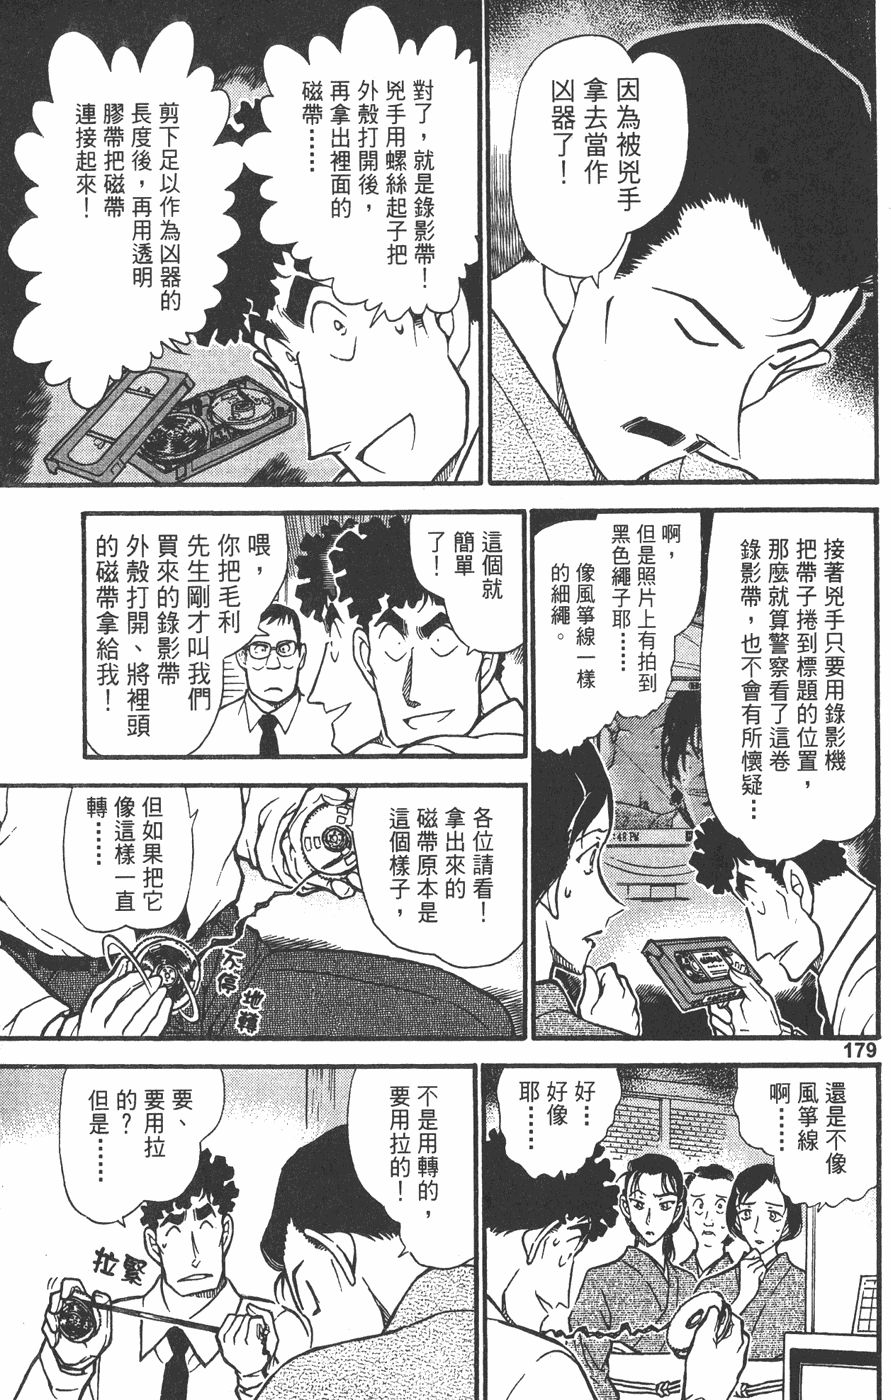 因為被兇手
拿去當作
凶器了！
對了，就是錄影帶！
兇手用螺絲起子把
外殼打開後，
再拿出裡面的
磁帶……
剪下足以作為凶器的
長度後，再用透明
膠帶把磁帶
連接起來！
接著兇手只要用錄影機
把帶子捲到標題的位置，
那麼就算警察看了這卷
錄影帶，也不會有所懷疑…
啊，
但是照片上有拍到
黑色繩子耶……
像風箏線一樣
的細繩。
:48 PM
這個就
簡單
了！
喂，
你把毛利
先生剛才叫我們
買來的錄影帶
外殼打開、將裡頭
的磁帶拿給我！
各位請看！
拿出來的
磁帶原本是
這個樣子，
但如果把它
像這樣一直
轉……
不停地轉
179
還是不像
風箏線
啊……
好…
好像
耶……
不是用轉的，
要用拉的！
要、
要用拉
的？
但是……
拉緊